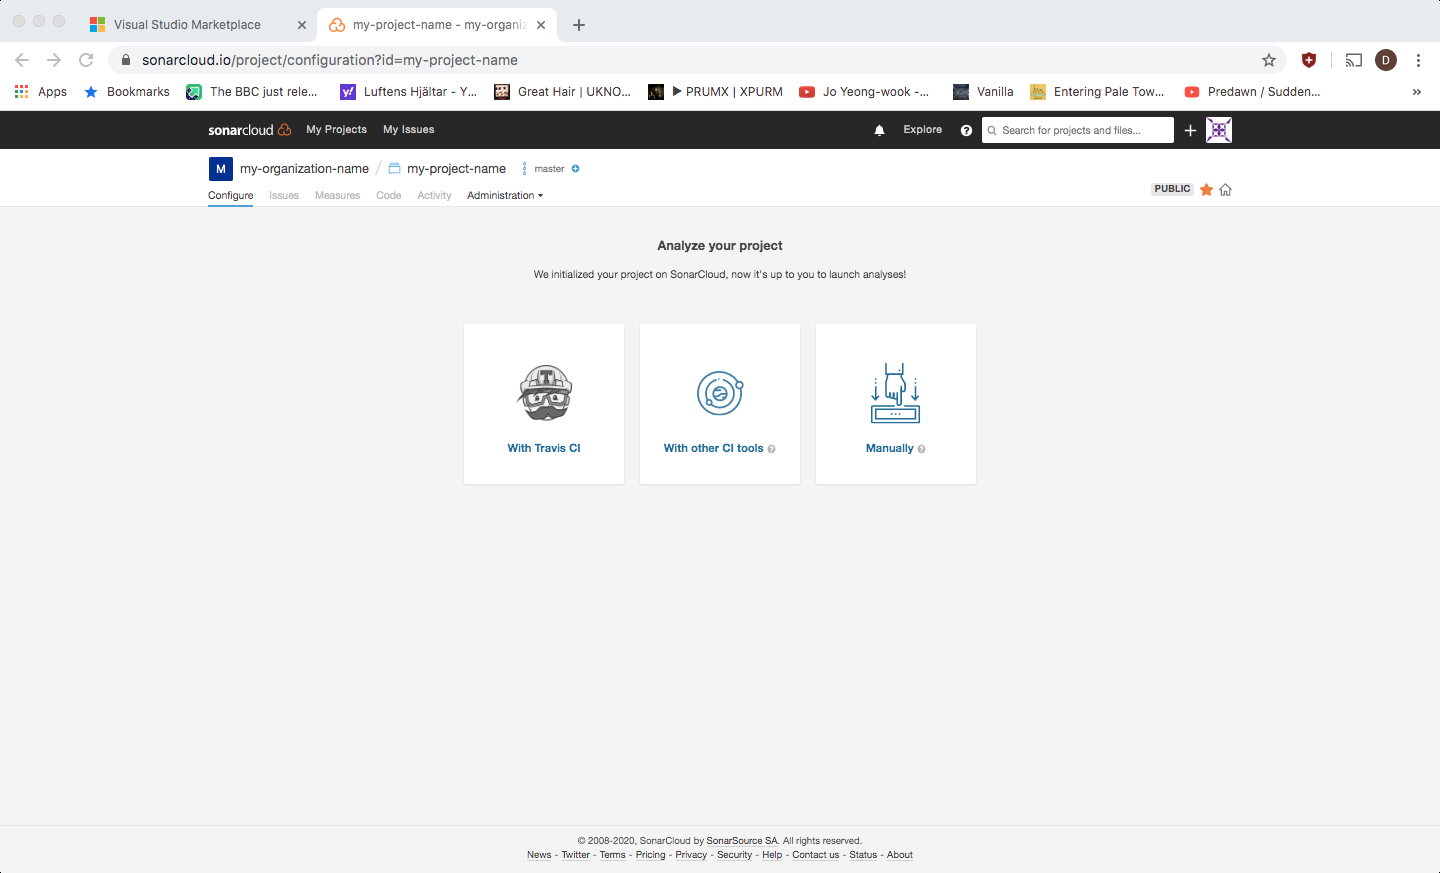 Visual Studio Marketplace
my-project-name - my-organiz
sonarcloud.io/project/configuration?id=my-project-name
D
Apps Bookmarks The BBC just rele... Luftens Hjältar - Y... Great Hair | UKNO... ▶ PRUMX | XPURM Jo Yeong-wook -... Vanilla Entering Pale Tow... Predawn / Sudden... »
sonarcloud My Projects My Issues Explore Search for projects and files...
M my-organization-name / my-project-name master
Configure Issues Measures Code Activity Administration
PUBLIC
Analyze your project
We initialized your project on SonarCloud, now it's up to you to launch analyses!
T
With Travis CI
With other CI tools
Manually
© 2008-2020, SonarCloud by SonarSource SA. All rights reserved.
News - Twitter - Terms - Pricing - Privacy - Security - Help - Contact us - Status - About